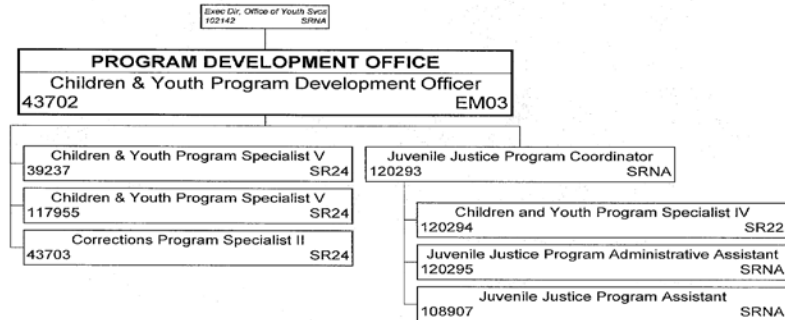 Exec Dir, Office of Youth Svcs
102142 SRNA
PROGRAM DEVELOPMENT OFFICE
Children & Youth Program Development Officer
43702 EM03
Children & Youth Program Specialist V
39237 SR24
Children & Youth Program Specialist V
117955 SR24
Corrections Program Specialist II
43703 SR24
Juvenile Justice Program Coordinator
120293 SRNA
Children and Youth Program Specialist IV
120294 SR22
Juvenile Justice Program Administrative Assistant
120295 SRNA
Juvenile Justice Program Assistant
108907 SRNA